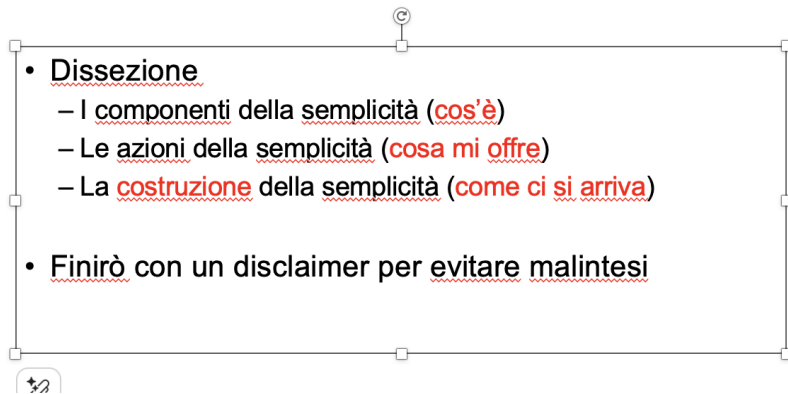 • Dissezione
– I componenti della semplicità (cos’è)
– Le azioni della semplicità (cosa mi offre)
– La costruzione della semplicità (come ci si arriva)
• Finirò con un disclaimer per evitare malintesi